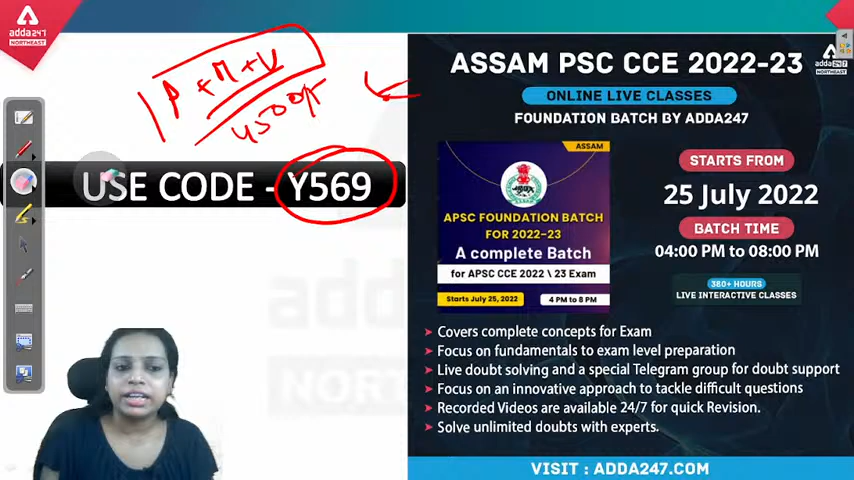 adda247
NORTHEAST
P + M + V
4500/-
USE CODE - Y569
adda247
ASSAM PSC CCE 2022-23
ONLINE LIVE CLASSES
FOUNDATION BATCH BY ADDA247
ASSAM
APSC FOUNDATION BATCH
FOR 2022-23
A complete Batch
for APSC CCE 2022 \ 23 Exam
Starts July 25, 2022
4 PM to 8 PM
STARTS FROM
25 July 2022
BATCH TIME
04:00 PM to 08:00 PM
380+ HOURS
LIVE INTERACTIVE CLASSES
Covers complete concepts for Exam
Focus on fundamentals to exam level preparation
Live doubt solving and a special Telegram group for doubt support
Focus on an innovative approach to tackle difficult questions
Recorded Videos are available 24/7 for quick Revision.
Solve unlimited doubts with experts.
VISIT : ADDA247.COM